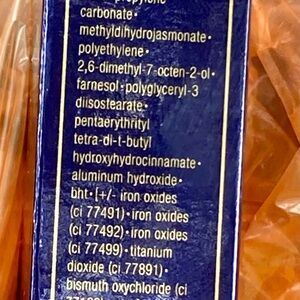 propylene
carbonate•
methyldihydrojasmonate•
polyethylene•
2,6-dimethyl-7-octen-2-ol•
farnesol•polyglyceryl-3
diisostearate•
pentaerythrityl
tetra-di-t-butyl
hydroxyhydrocinnamate•
aluminum hydroxide•
bht•[+/- iron oxides
(ci 77491)•iron oxides
(ci 77492)•iron oxides
(ci 77499)•titanium
dioxide (ci 77891)•
bismuth oxychloride (ci